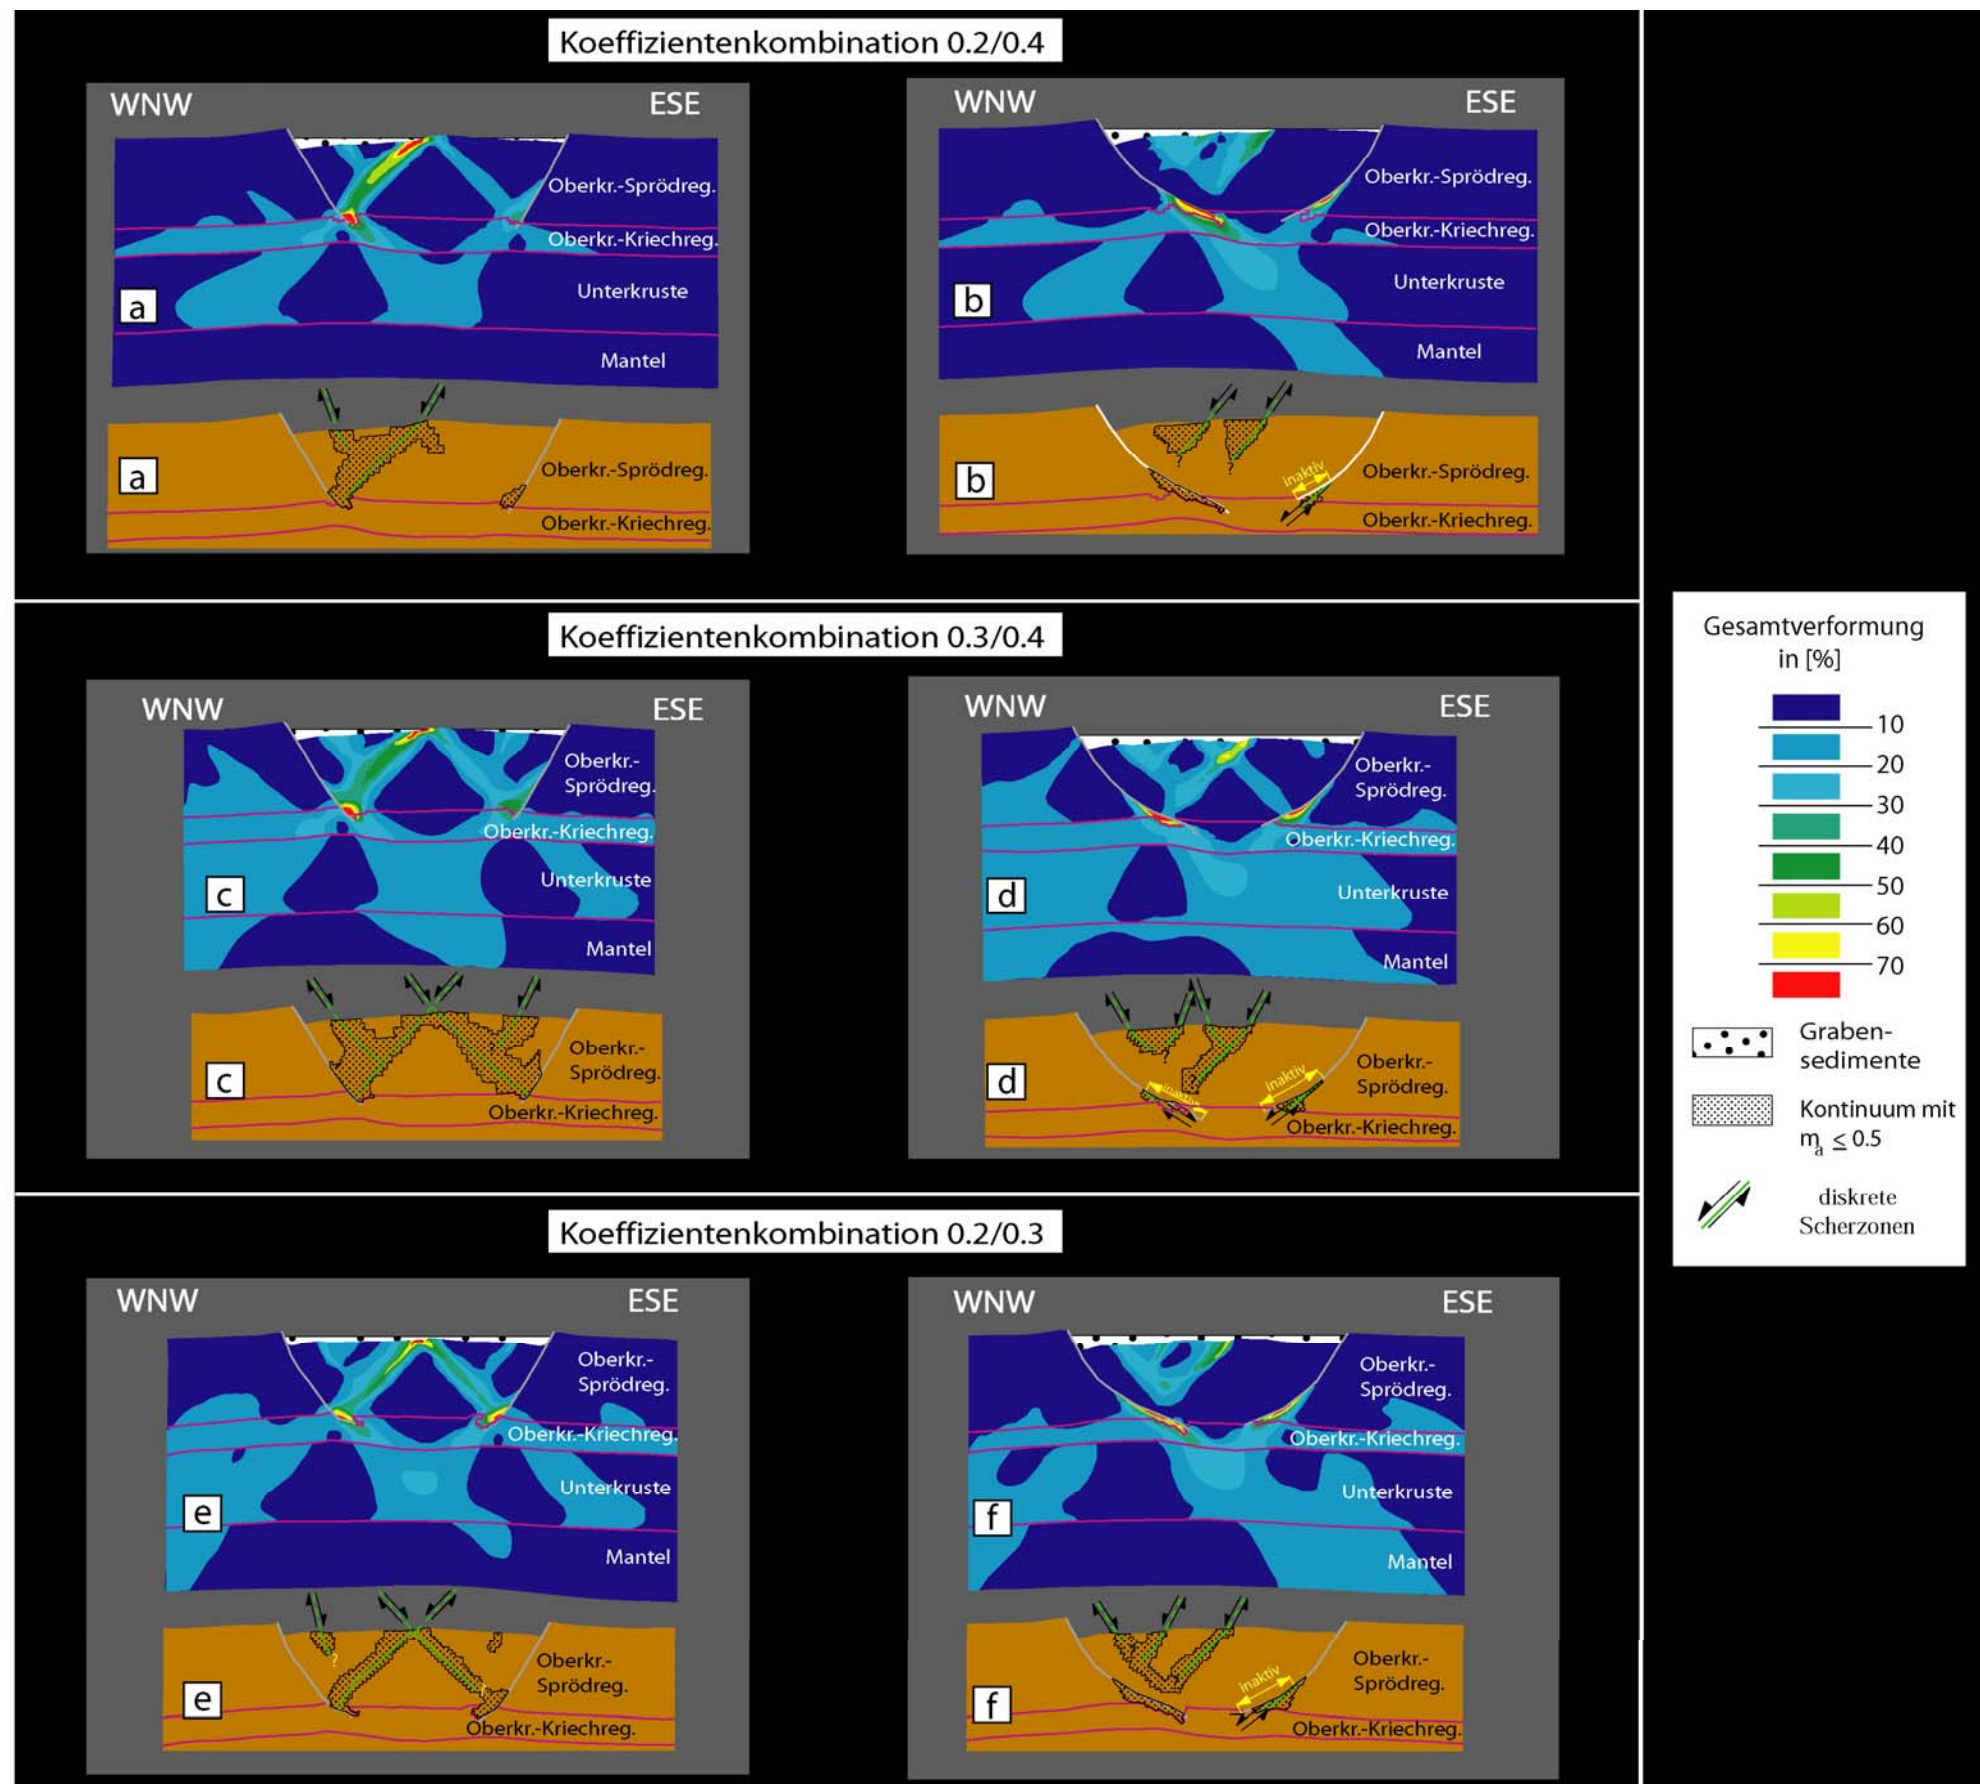 Koeffizientenkombination 0.2/0.4
WNW
ESE
Oberkr.-Sprödreg.
Oberkr.-Kriechreg.
Unterkruste
Mantel
a
Oberkr.-Sprödreg.
Oberkr.-Kriechreg.
a
WNW
ESE
Oberkr.-Sprödreg.
Oberkr.-Kriechreg.
Unterkruste
Mantel
b
?
?
inaktiv
Oberkr.-Sprödreg.
Oberkr.-Kriechreg.
b
Koeffizientenkombination 0.3/0.4
WNW
ESE
Oberkr.-
Sprödreg.
Oberkr.-Kriechreg.
Unterkruste
Mantel
c
?
Oberkr.-
Sprödreg.
Oberkr.-Kriechreg.
c
WNW
ESE
Oberkr.-
Sprödreg.
Oberkr.-Kriechreg.
Unterkruste
Mantel
d
?
inaktiv
inaktiv
Oberkr.-
Sprödreg.
Oberkr.-Kriechreg.
d
Koeffizientenkombination 0.2/0.3
WNW
ESE
Oberkr.-
Sprödreg.
Oberkr.-Kriechreg.
Unterkruste
Mantel
e
?
?
Oberkr.-
Sprödreg.
Oberkr.-Kriechreg.
e
WNW
ESE
Oberkr.-
Sprödreg.
Oberkr.-Kriechreg.
Unterkruste
Mantel
f
inaktiv
Oberkr.-
Sprödreg.
Oberkr.-Kriechreg.
f
Gesamtverformung
in [%]
10
20
30
40
50
60
70
Graben-
sedimente
Kontinuum mit
mₐ ≤ 0.5
diskrete
Scherzonen